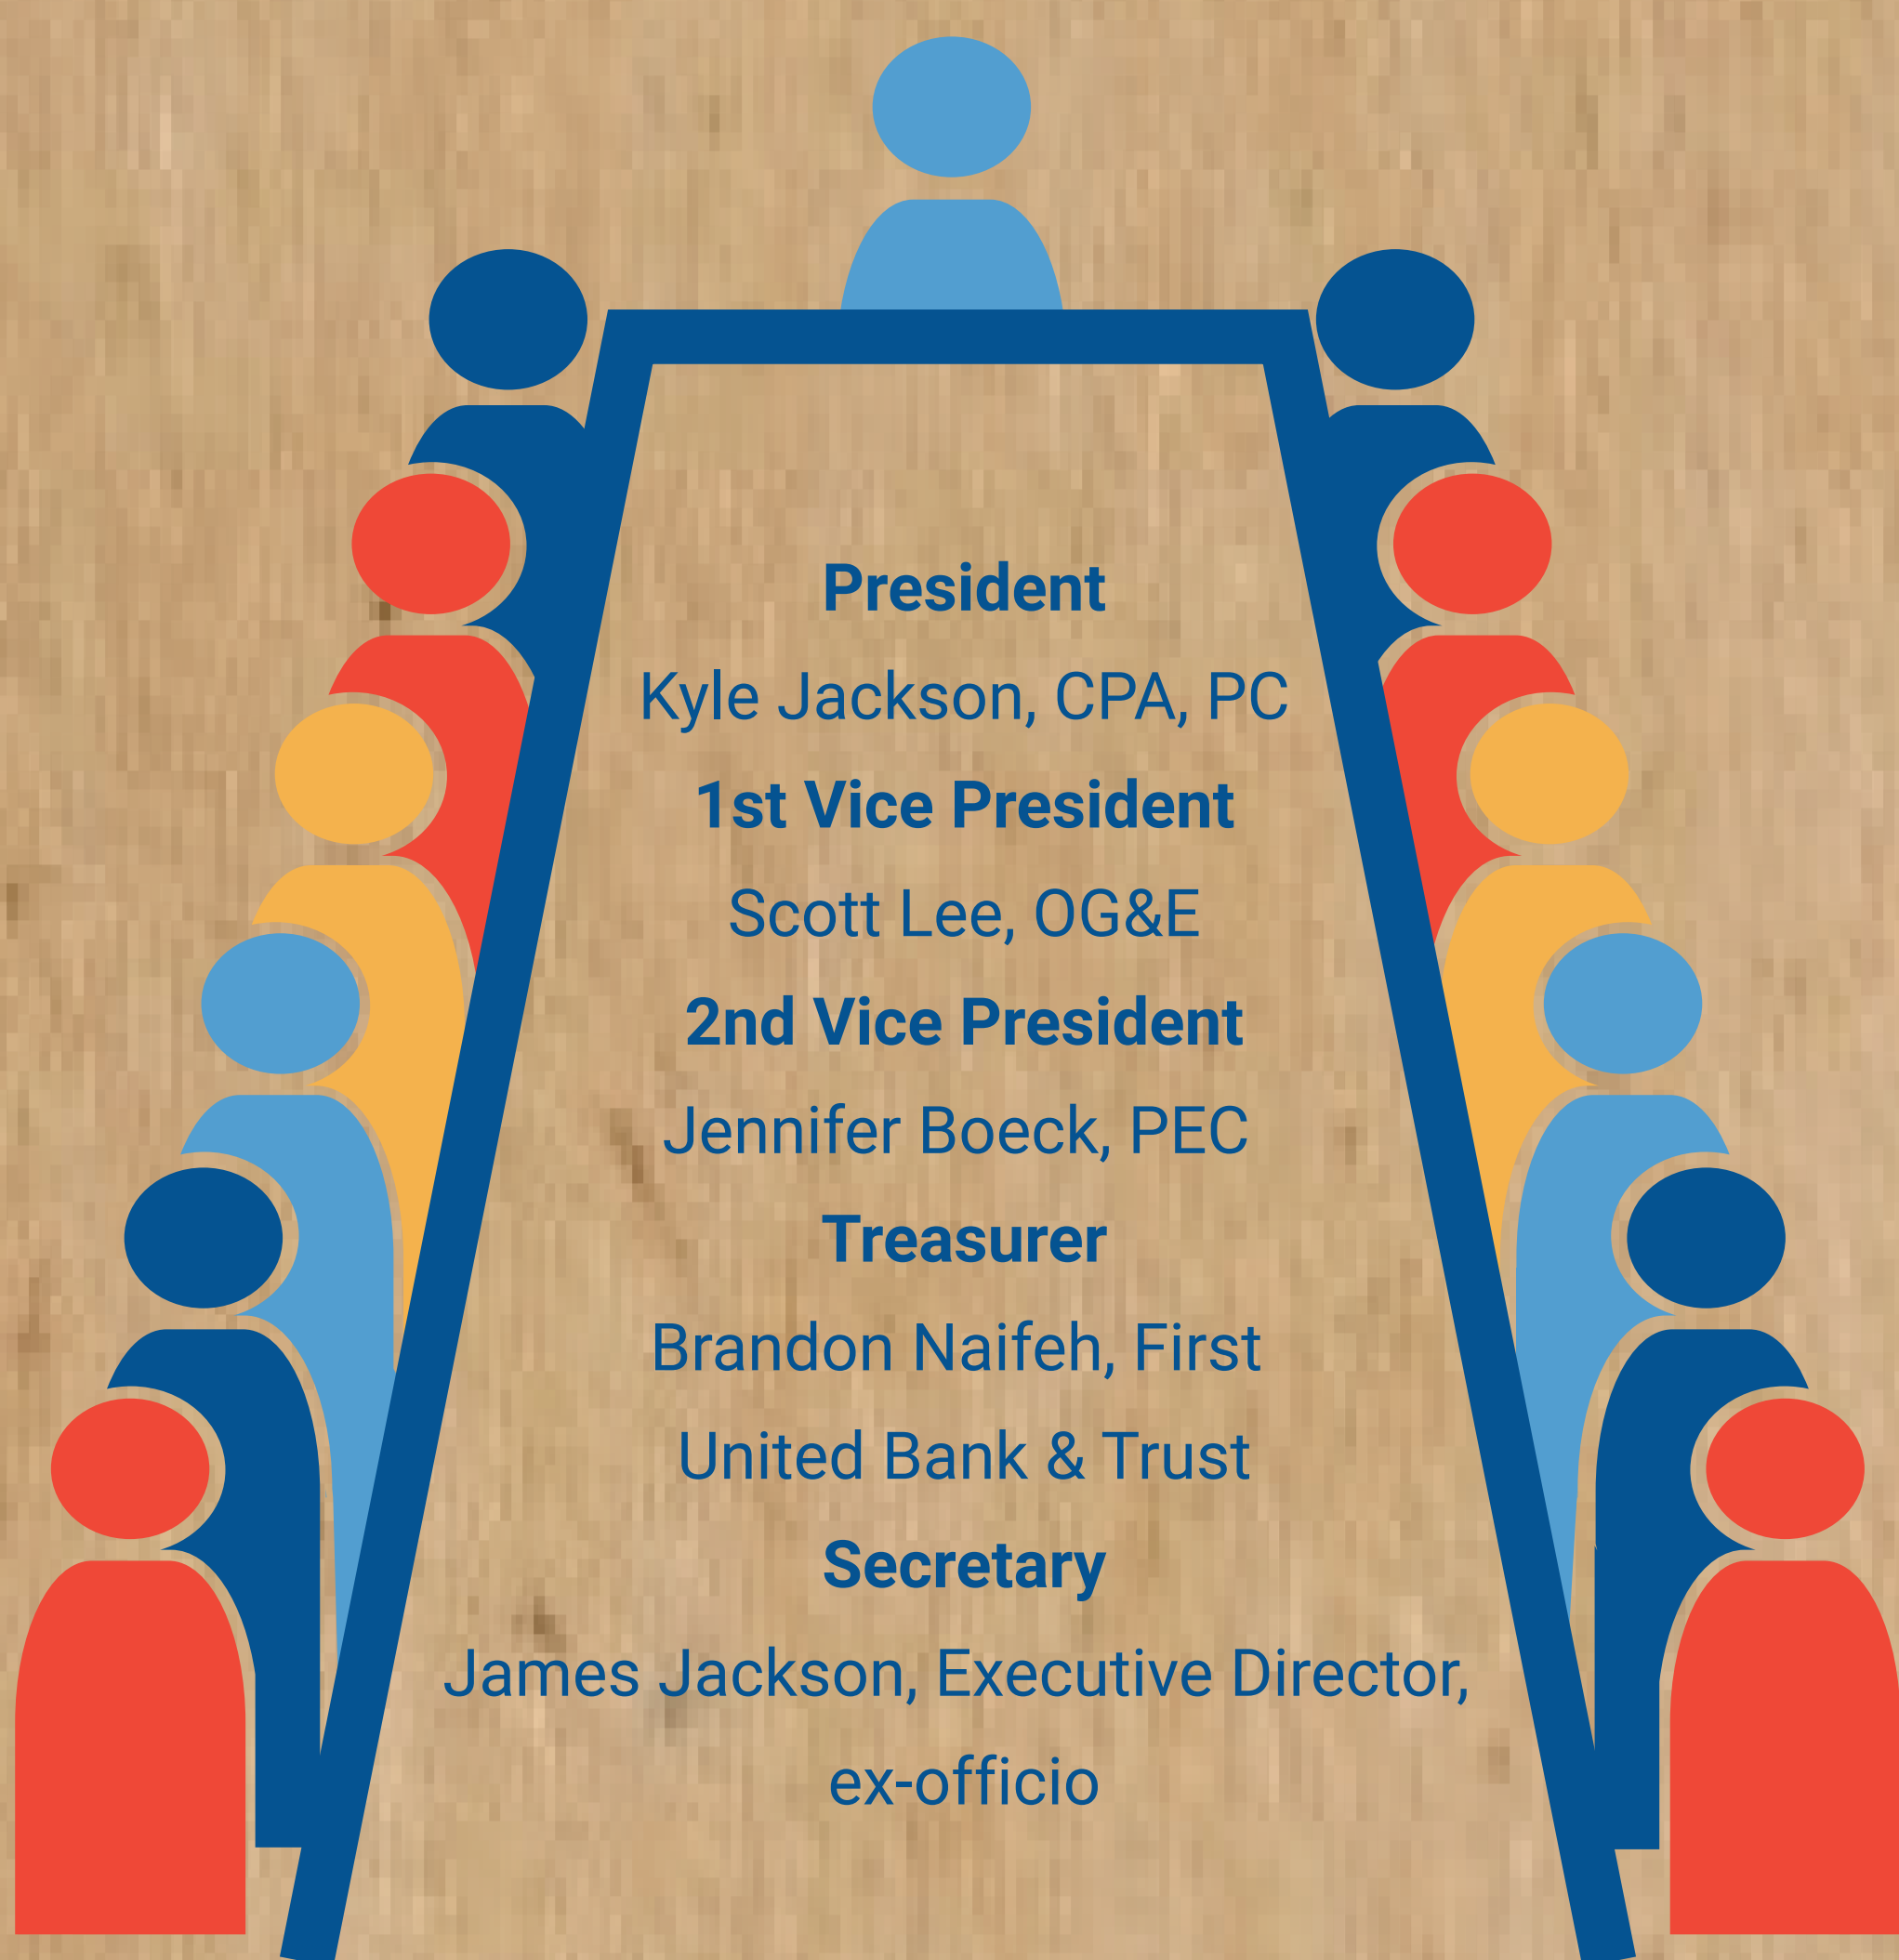 President
Kyle Jackson, CPA, PC
1st Vice President
Scott Lee, OG&E
2nd Vice President
Jennifer Boeck, PEC
Treasurer
Brandon Naifeh, First
United Bank & Trust
Secretary
James Jackson, Executive Director,
ex-officio